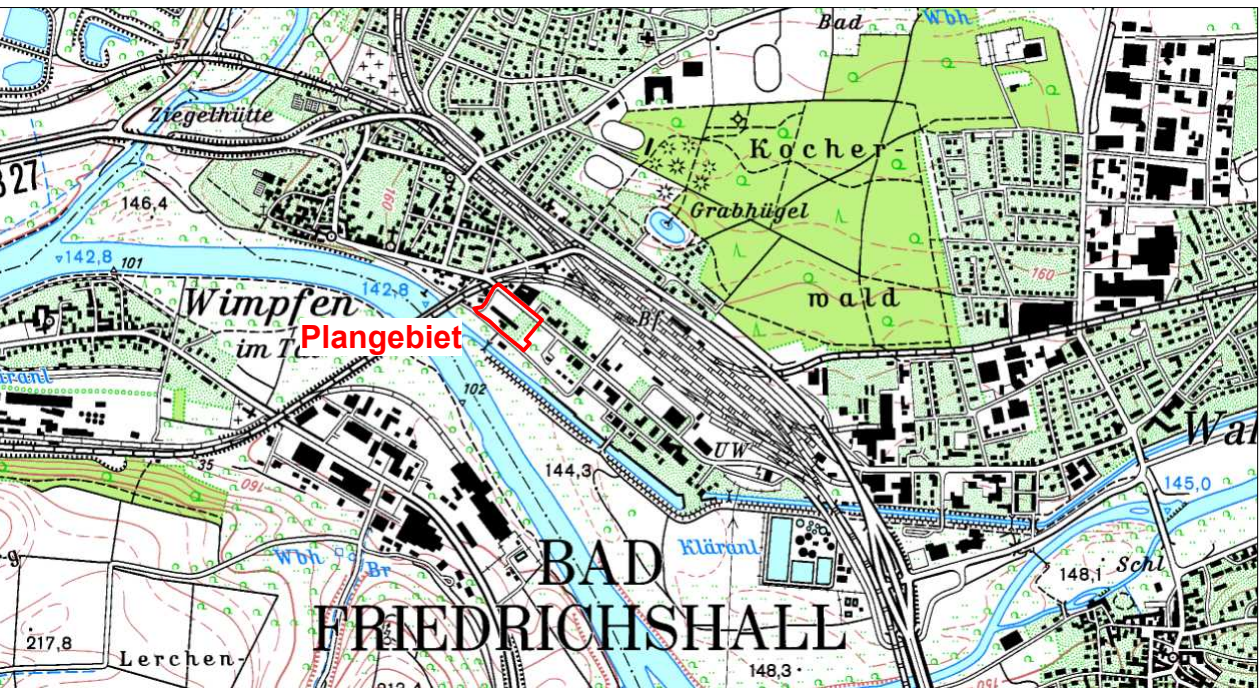 Bad
Wbh
57
Ziegelhütte
Kocher-
B27
160
146,4
Grabhügel
142,8
101
160
142,8
Wimpfen
wald
Plangebiet
Bf.
im T
102
Wal
UW
35
144,3
145,0
160
Kläranl
BAD
Wbh
Br
148,1
Schl
FRIEDRICHSHALL
217,8
Lerchen-
148,3